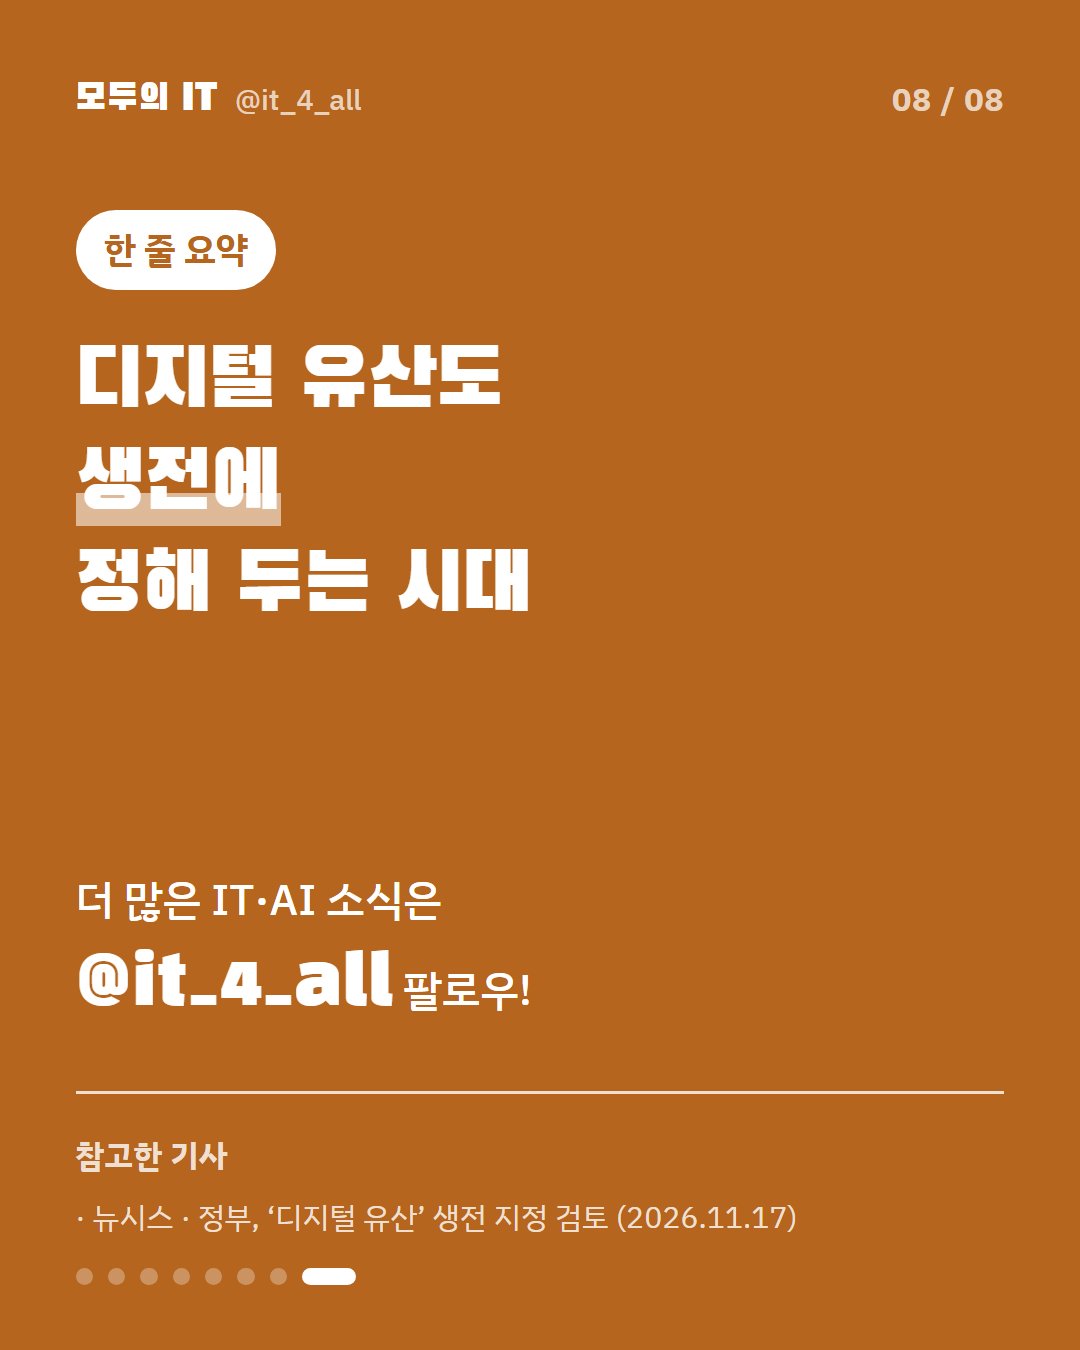 모두의 IT @it_4_all
08 / 08
한 줄 요약
디지털 유산도
생전에
정해 두는 시대
더 많은 IT·AI 소식은
@it_4_all 팔로우!
참고한 기사
· 뉴시스 · 정부, ‘디지털 유산’ 생전 지정 검토 (2026.11.17)